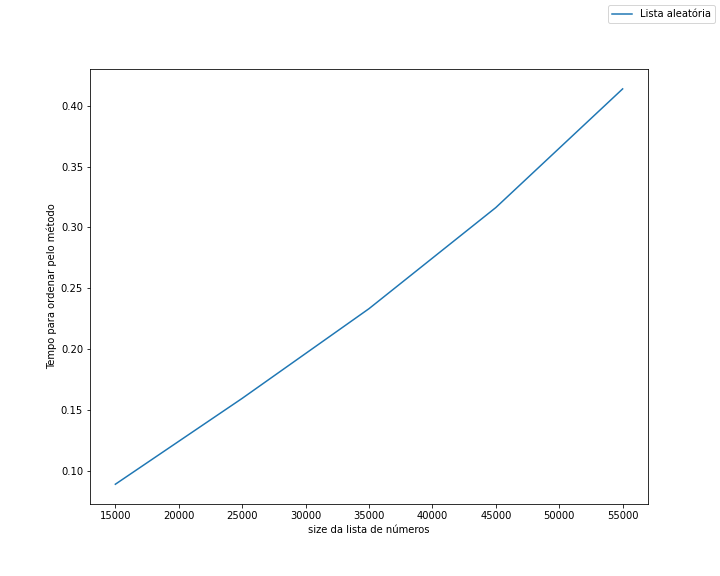 Lista aleatória
0.40
0.35
0.30
0.25
0.20
0.15
0.10
Tempo para ordenar pelo método
15000 20000 25000 30000 35000 40000 45000 50000 55000
size da lista de números